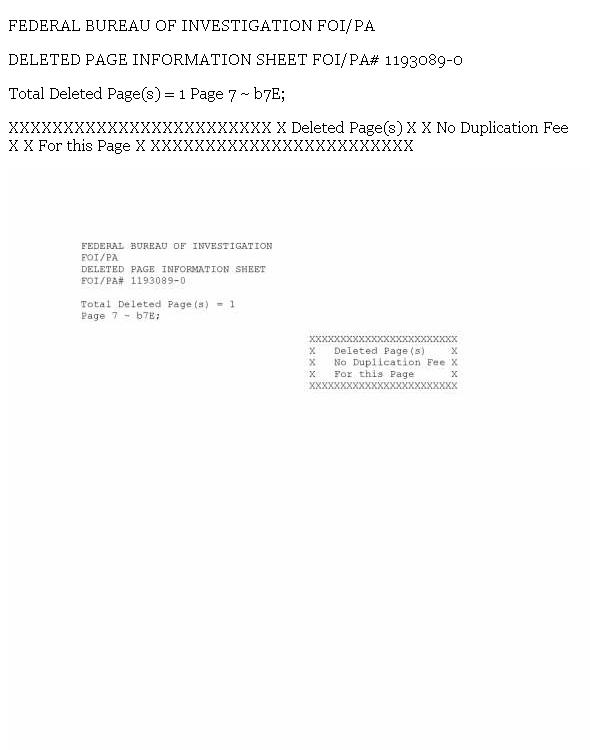 FEDERAL BUREAU OF INVESTIGATION FOI/PA
DELETED PAGE INFORMATION SHEET FOI/PA# 1193089-0
Total Deleted Page(s) = 1 Page 7 ~ b7E;
XXXXXXXXXXXXXXXXXXXXXXXX X Deleted Page(s) X X No Duplication Fee
X X For this Page X XXXXXXXXXXXXXXXXXXXXXXXX
FEDERAL BUREAU OF INVESTIGATION
FOI/PA
DELETED PAGE INFORMATION SHEET
FOI/PA# 1193089-0
Total Deleted Page(s) = 1
Page 7 ~ b7E;
XXXXXXXXXXXXXXXXXXXXXXXX
X Deleted Page(s) X
X No Duplication Fee X
X For this Page X
XXXXXXXXXXXXXXXXXXXXXXXX